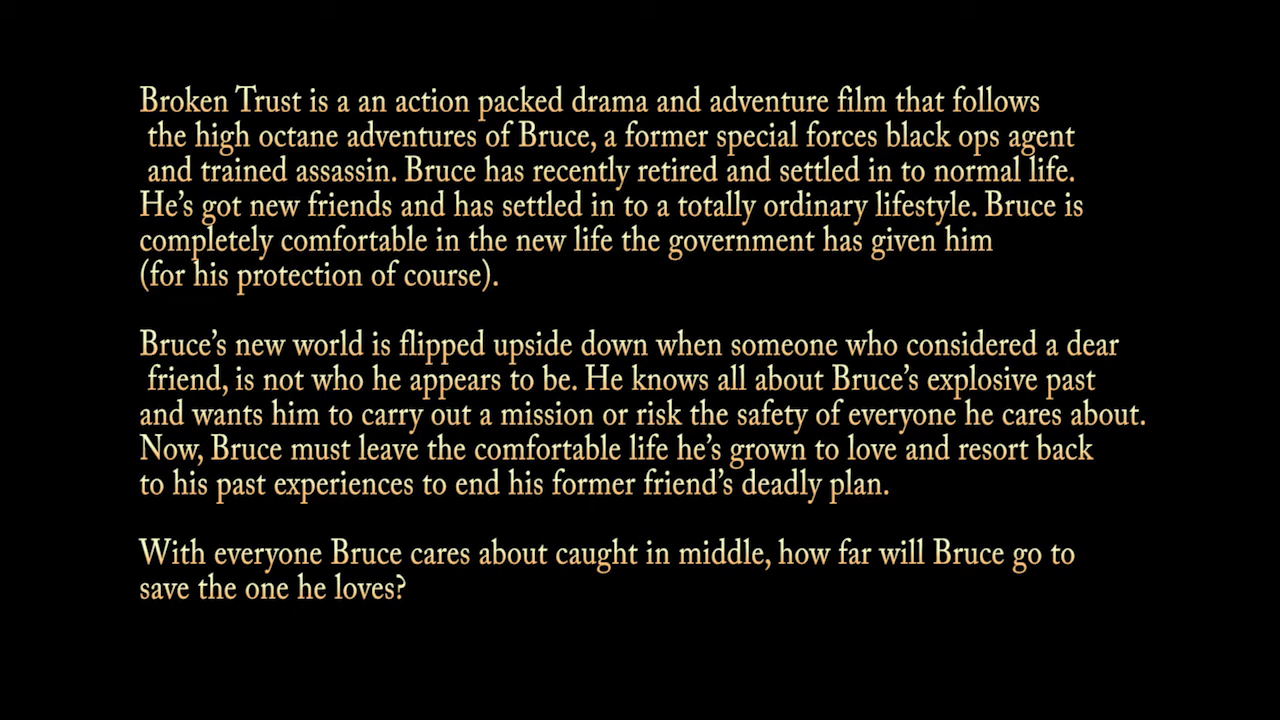 Broken Trust is a an action packed drama and adventure film that follows
the high octane adventures of Bruce, a former special forces black ops agent
and trained assassin. Bruce has recently retired and settled in to normal life.
He’s got new friends and has settled in to a totally ordinary lifestyle. Bruce is
completely comfortable in the new life the government has given him
(for his protection of course).
Bruce’s new world is flipped upside down when someone who considered a dear
friend, is not who he appears to be. He knows all about Bruce’s explosive past
and wants him to carry out a mission or risk the safety of everyone he cares about.
Now, Bruce must leave the comfortable life he’s grown to love and resort back
to his past experiences to end his former friend’s deadly plan.
With everyone Bruce cares about caught in middle, how far will Bruce go to
save the one he loves?